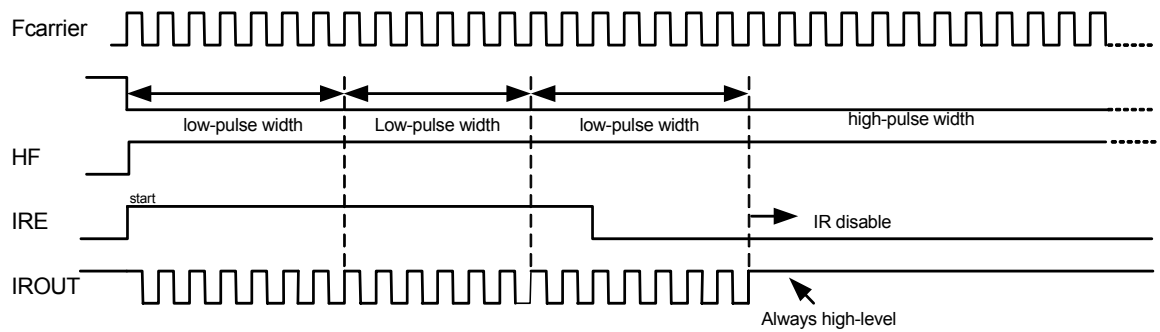 Fcarrier
low-pulse width Low-pulse width low-pulse width high-pulse width
HF
start
IRE
IR disable
IROUT
Always high-level